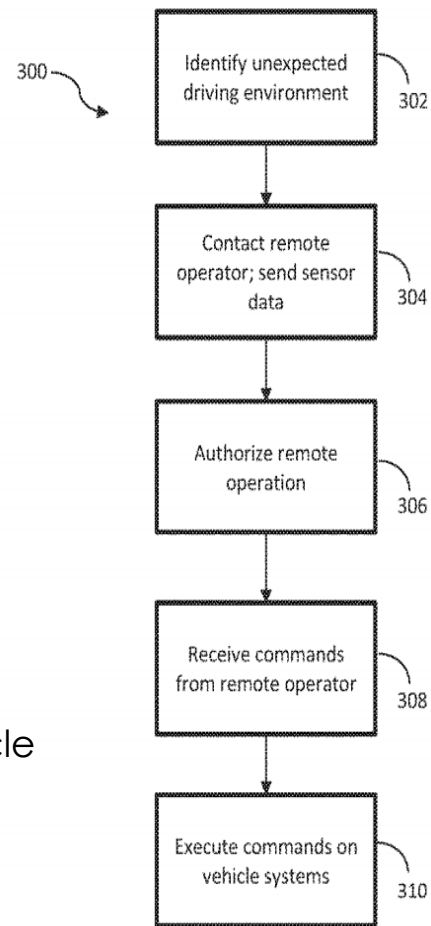 300
Identify unexpected
driving environment
302
Contact remote
operator; send sensor
data
304
Authorize remote
operation
306
Receive commands
from remote operator
308
cle
Execute commands on
vehicle systems
310